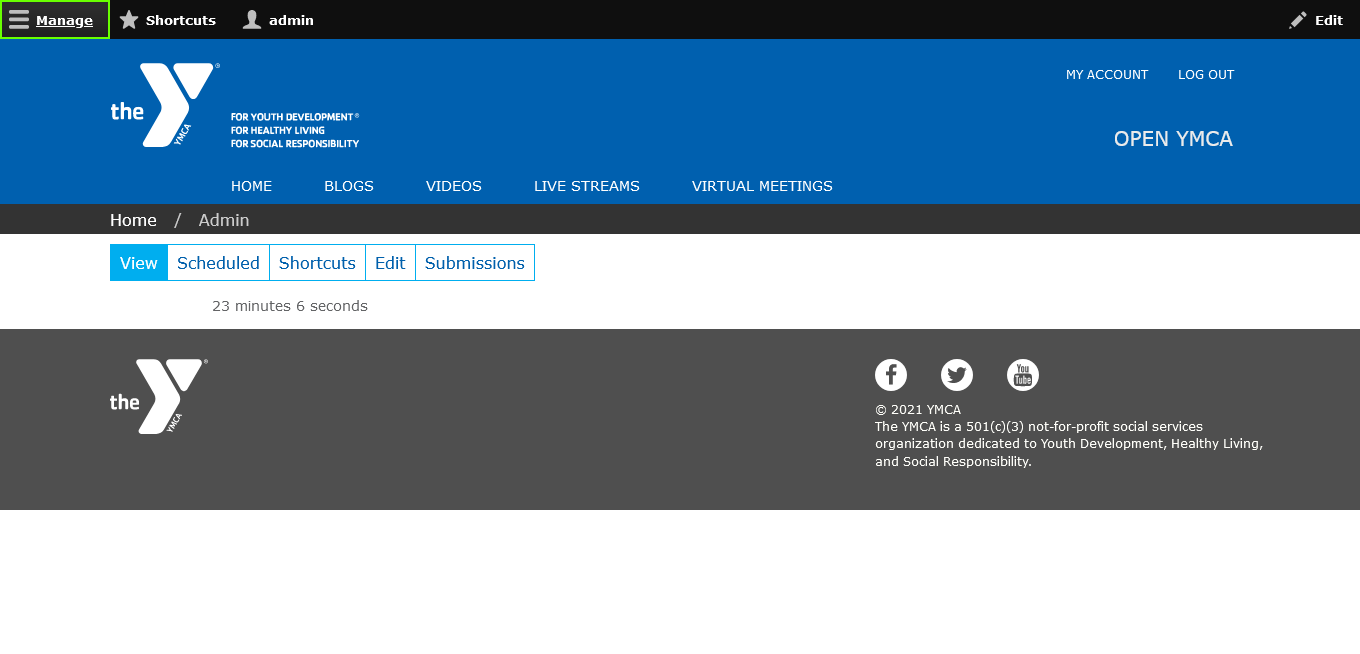 Manage Shortcuts admin Edit
MY ACCOUNT LOG OUT
the YMCA ®
FOR YOUTH DEVELOPMENT®
FOR HEALTHY LIVING
FOR SOCIAL RESPONSIBILITY
OPEN YMCA
HOME BLOGS VIDEOS LIVE STREAMS VIRTUAL MEETINGS
Home / Admin
View Scheduled Shortcuts Edit Submissions
23 minutes 6 seconds
the YMCA ®
You Tube
© 2021 YMCA
The YMCA is a 501(c)(3) not-for-profit social services
organization dedicated to Youth Development, Healthy Living,
and Social Responsibility.